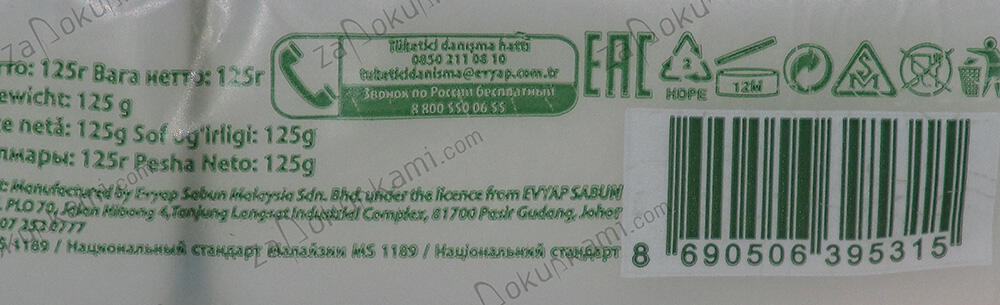 Tüketici danışma hattı
0850 211 08 10
tuketicidanisma@evyap.com.tr
Звонок по России бесплатный
8 800 550 06 55
EAC
2
HDPE
12M
SM
тто: 125г Вага нетто: 125г
ewicht: 125 g
e netă: 125g Sof og'irligi: 125g
лмары: 125г Pesha Neto: 125g
Manufactured by Evyap Sabun Malaysia Sdn. Bhd. under the licence from EVYAP SABUN
PLO 70, Jalan Nibong 4, Tanjung Langsat Industrial Complex, 81700 Pasir Gudang, Johor
07 252 0777
1189 / Национальный стандарт Малайзии MS 1189 / Національний стандарт
8 690506 395315
zaDokunkami.com